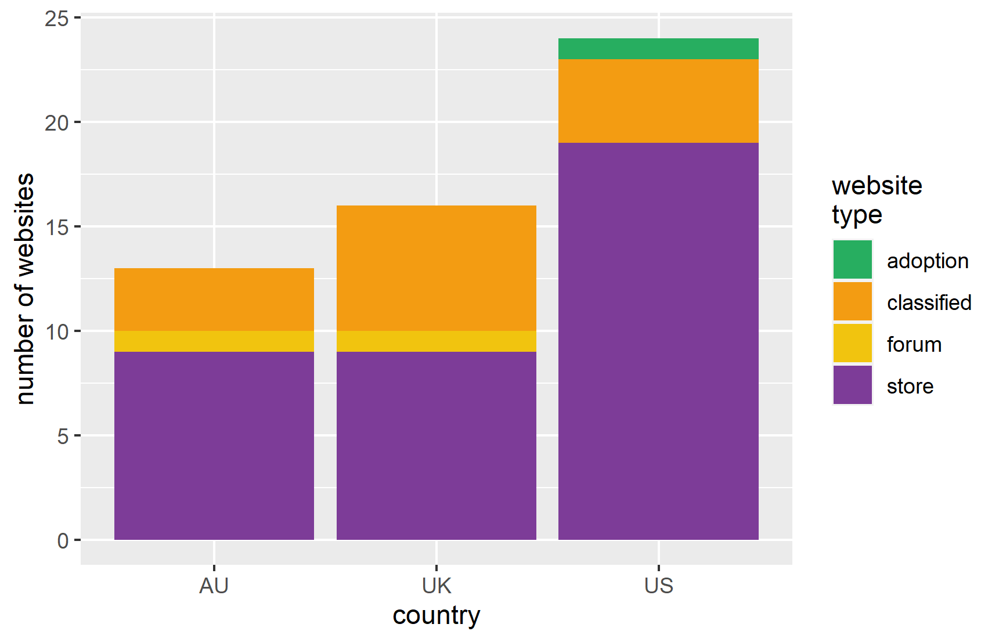 25
20
15
10
5
0
number of websites
AU
UK
US
country
website
type
adoption
classified
forum
store